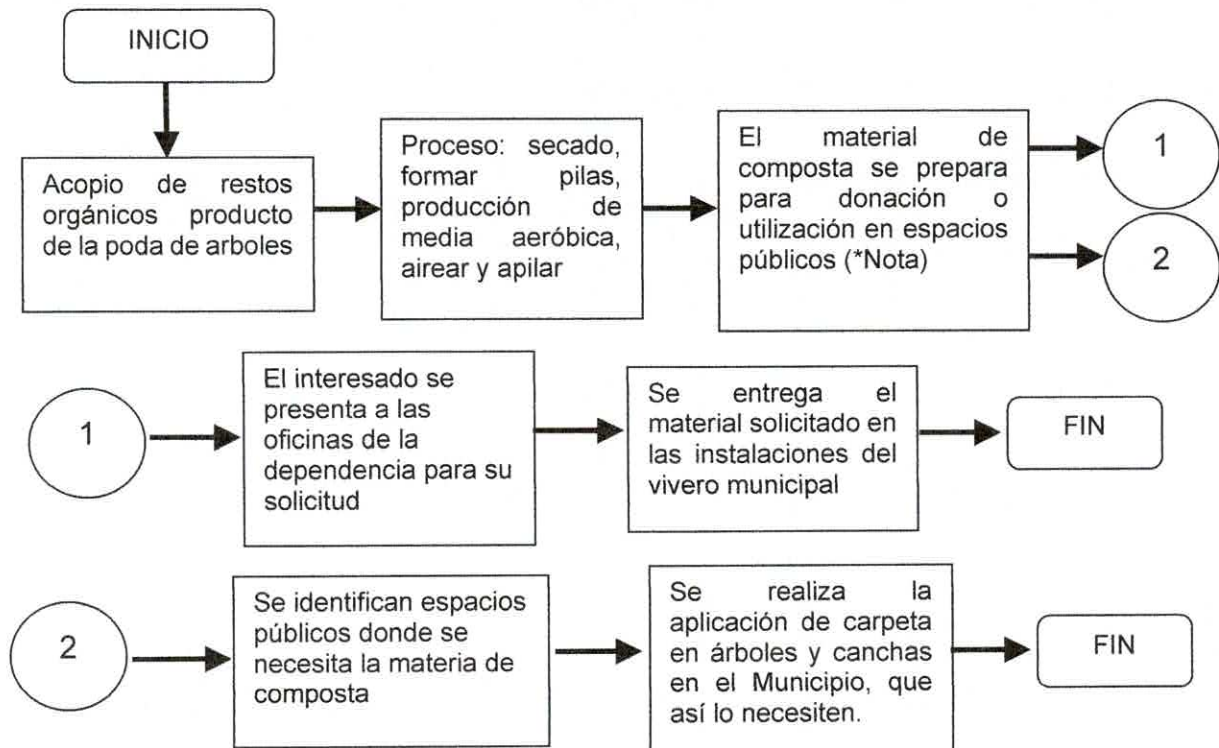 INICIO
Acopio de restos
orgánicos producto
de la poda de arboles
Proceso: secado,
formar pilas,
producción de
media aeróbica,
airear y apilar
El material de
composta se prepara
para donación o
utilización en espacios
públicos (*Nota)
1
2
1
El interesado se
presenta a las
oficinas de la
dependencia para su
solicitud
Se entrega el
material solicitado en
las instalaciones del
vivero municipal
FIN
2
Se identifican espacios
públicos donde se
necesita la materia de
composta
Se realiza la
aplicación de carpeta
en árboles y canchas
en el Municipio, que
así lo necesiten.
FIN